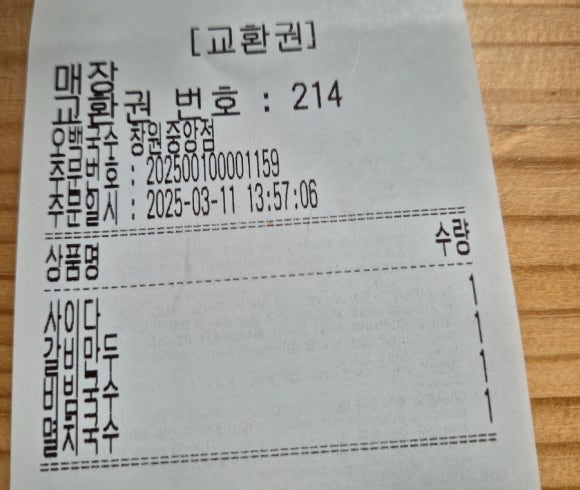 [교환권]
매장
교환권 번호 : 214
오백국수 창원중앙점
주문번호 : 202500100001159
주문일시 : 2025-03-11 13:57:06
상품명 수량
사이다 1
갈비만두 1
비빔국수 1
멸치국수 1